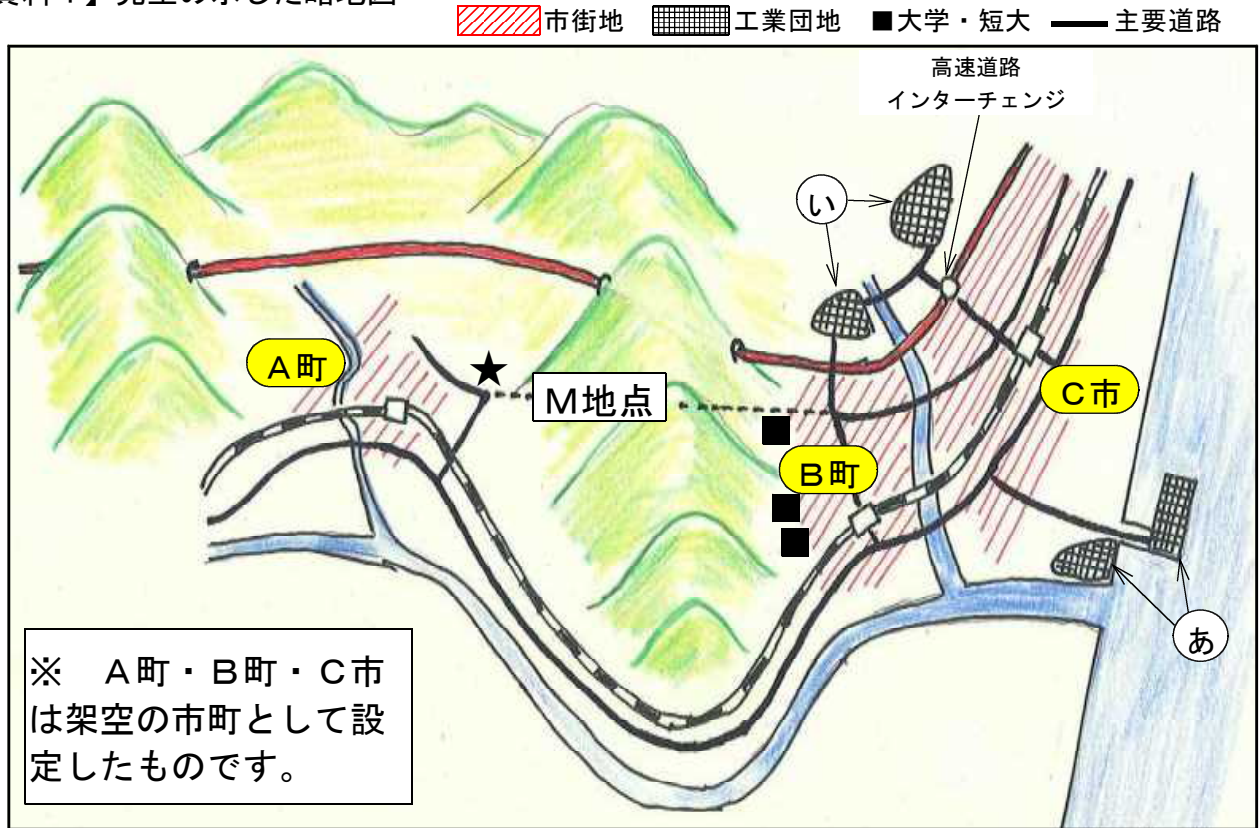 市街地 工業団地 ■大学・短大 主要道路
高速道路
インターチェンジ
い
A町
★
M地点
C市
B町
あ
※ A町・B町・C市
は架空の市町として設
定したものです。